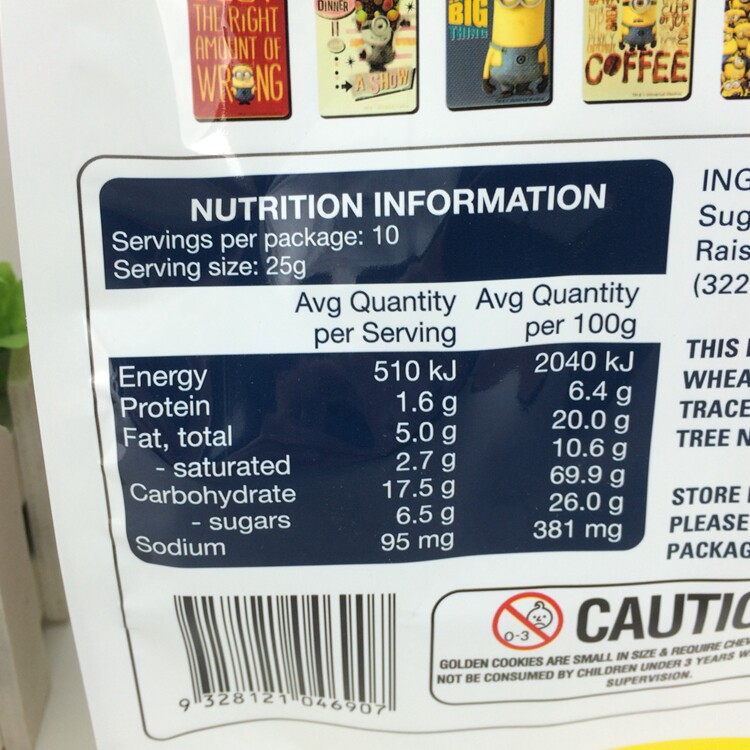 THE RiGHT
AMOUNT OF
WRONG
DINNER
A SHOW
BIG
THING
COFFEE
NUTRITION INFORMATION
Servings per package: 10
Serving size: 25g
Avg Quantity per Serving Avg Quantity per 100g
Energy 510 kJ 2040 kJ
Protein 1.6 g 6.4 g
Fat, total 5.0 g 20.0 g
- saturated 2.7 g 10.6 g
Carbohydrate 17.5 g 69.9 g
- sugars 6.5 g 26.0 g
Sodium 95 mg 381 mg
ING
Sug
Rais
(322
THIS
WHEA
TRACE
TREE N
STORE
PLEASE
PACKAG
0-3
CAUTIO
GOLDEN COOKIES ARE SMALL IN SIZE & REQUIRE CHEW
NOT BE CONSUMED BY CHILDREN UNDER 3 YEARS W
SUPERVISION.
9 328121 046907